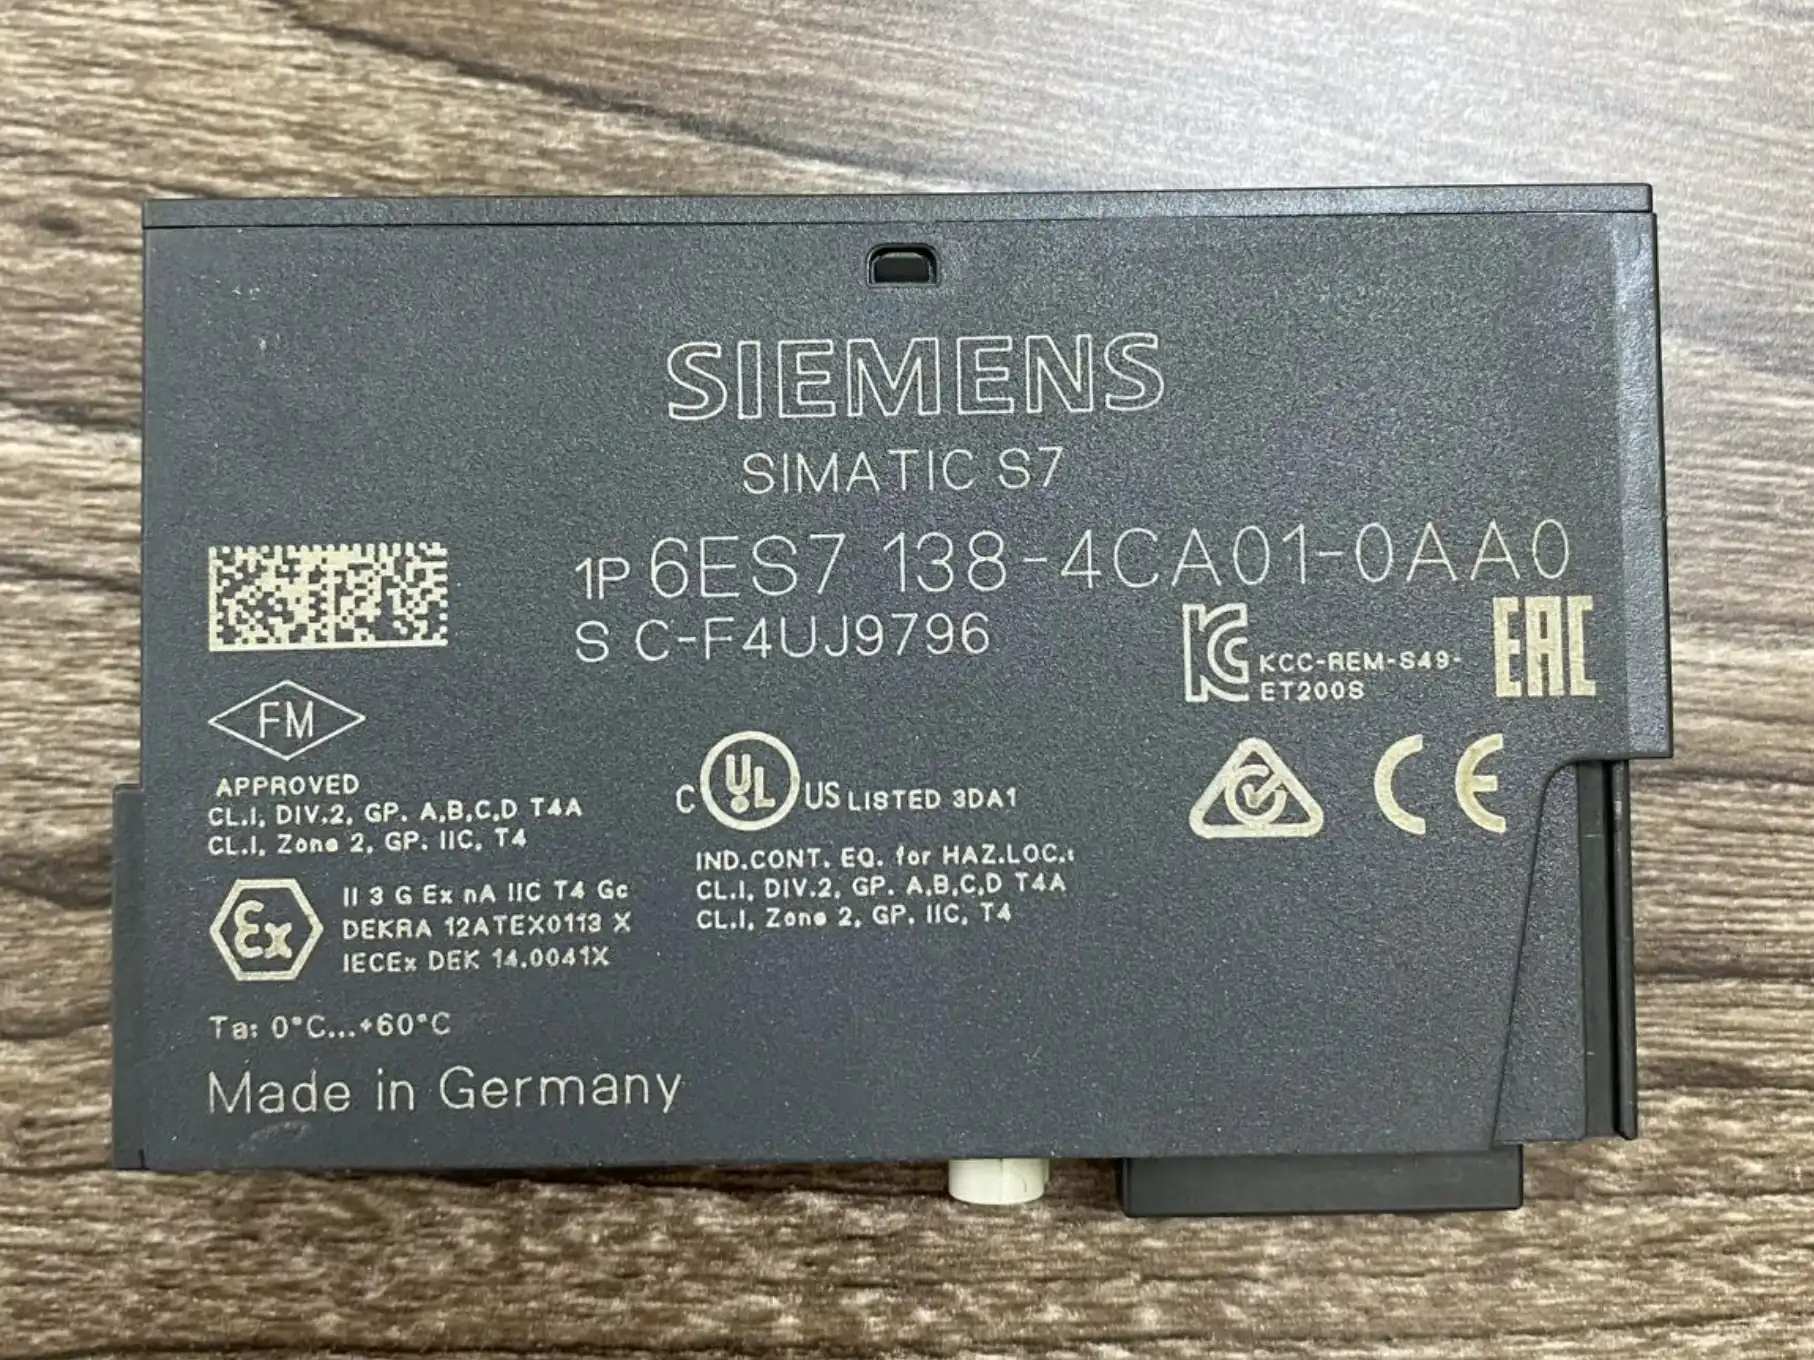 SIEMENS
SIMATIC S7
1P 6ES7 138-4CA01-0AA0
S C-F4UJ9796
KCC-REM-S49-
ET200S
EAC
FM
APPROVED
CL.I, DIV.2, GP. A,B,C,D T4A
CL.I, Zone 2, GP. IIC, T4
C UL US LISTED 3DA1
IND.CONT. EQ. for HAZ.LOC.:
CL.I, DIV.2, GP. A,B,C,D T4A
CL.I, Zone 2, GP. IIC, T4
CE
Ex
II 3 G Ex nA IIC T4 Gc
DEKRA 12ATEX0113 X
IECEx DEK 14.0041X
Ta: 0°C...+60°C
Made in Germany